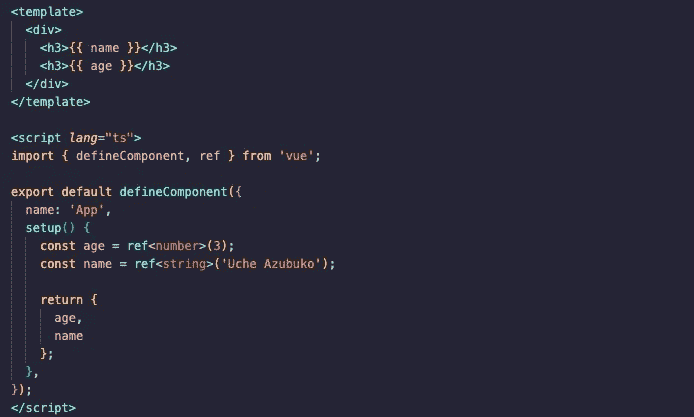 <template>
  <div>
    <h3>{{ name }}</h3>
    <h3>{{ age }}</h3>
  </div>
</template>

<script lang="ts">
import { defineComponent, ref } from 'vue';

export default defineComponent({
  name: 'App',
  setup() {
    const age = ref<number>(3);
    const name = ref<string>('Uche Azubuko');

    return {
      age,
      name
    };
  },
});
</script>